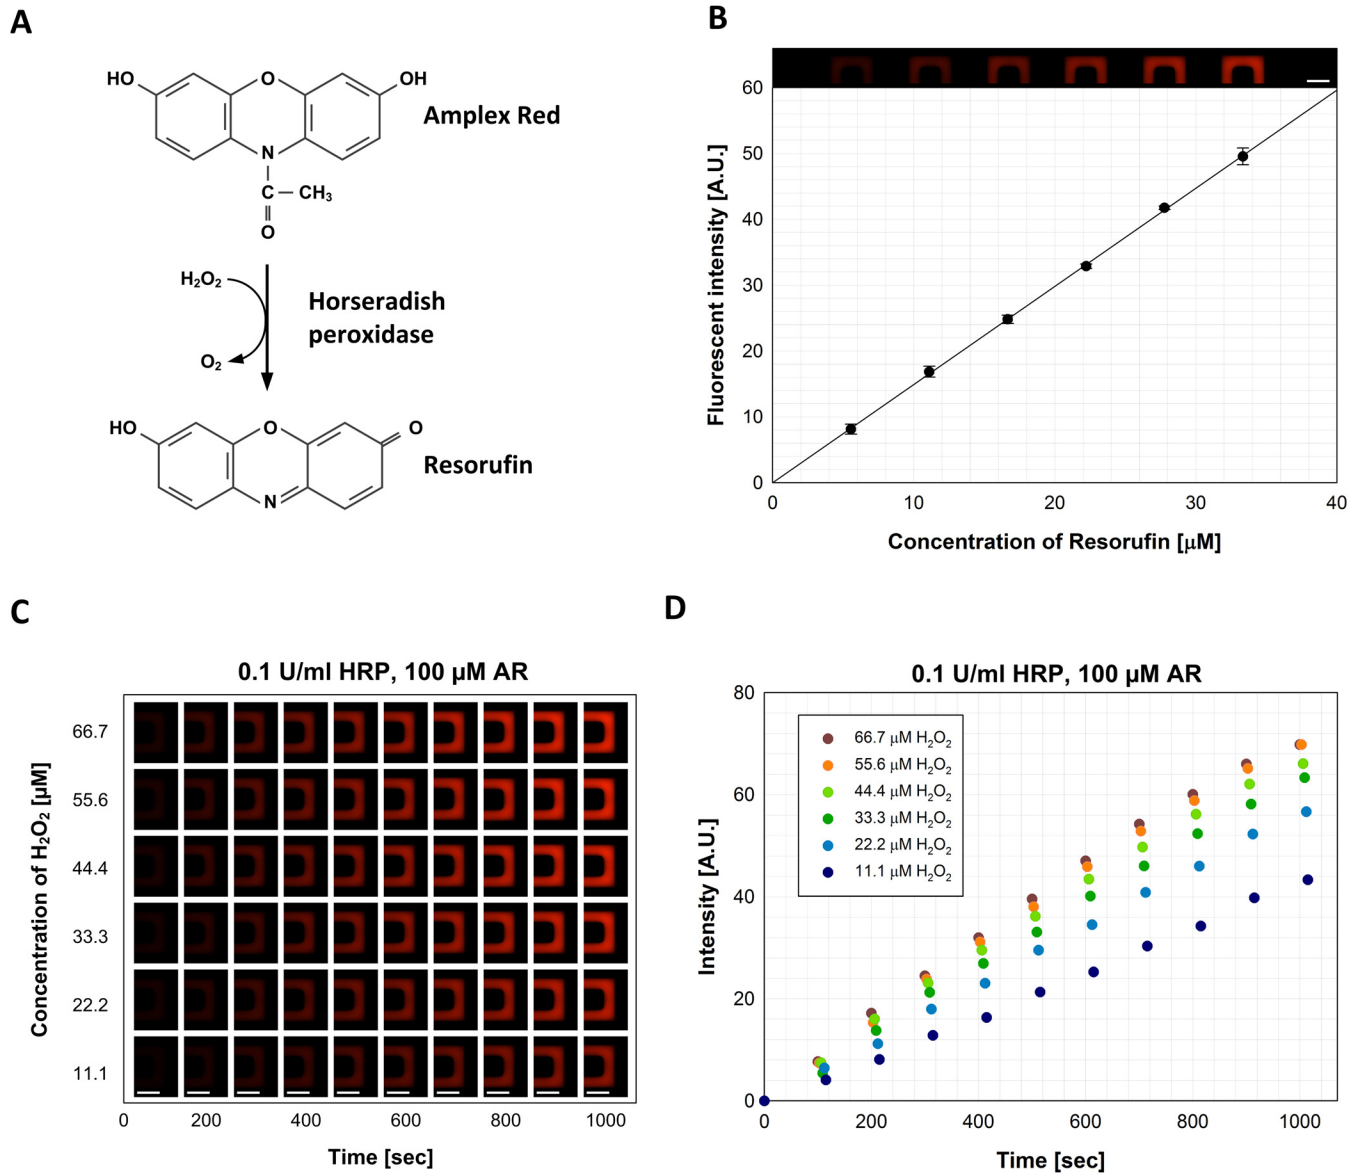 A
HO
O
OH
Amplex Red
N
C
CH3
O
H2O2
Horseradish
peroxidase
O2
HO
O
O
Resorufin
N
B
60
50
40
30
20
10
0
Fluorescent intensity [A.U.]
0
10
20
30
40
Concentration of Resorufin [μM]
C
0.1 U/ml HRP, 100 μM AR
Concentration of H2O2 [μM]
66.7
55.6
44.4
33.3
22.2
11.1
0
200
400
600
800
1000
Time [sec]
D
0.1 U/ml HRP, 100 μM AR
80
60
40
20
0
Intensity [A.U.]
66.7 μM H2O2
55.6 μM H2O2
44.4 μM H2O2
33.3 μM H2O2
22.2 μM H2O2
11.1 μM H2O2
0
200
400
600
800
1000
Time [sec]